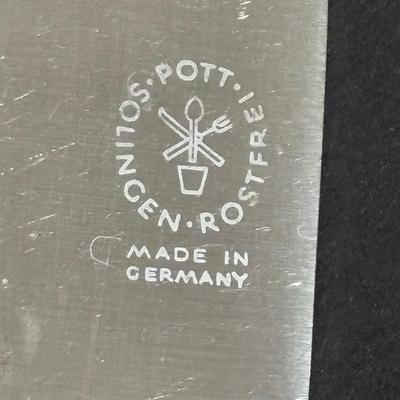 SOLINGEN · POTT · ROSTFREI ·
MADE IN
GERMANY